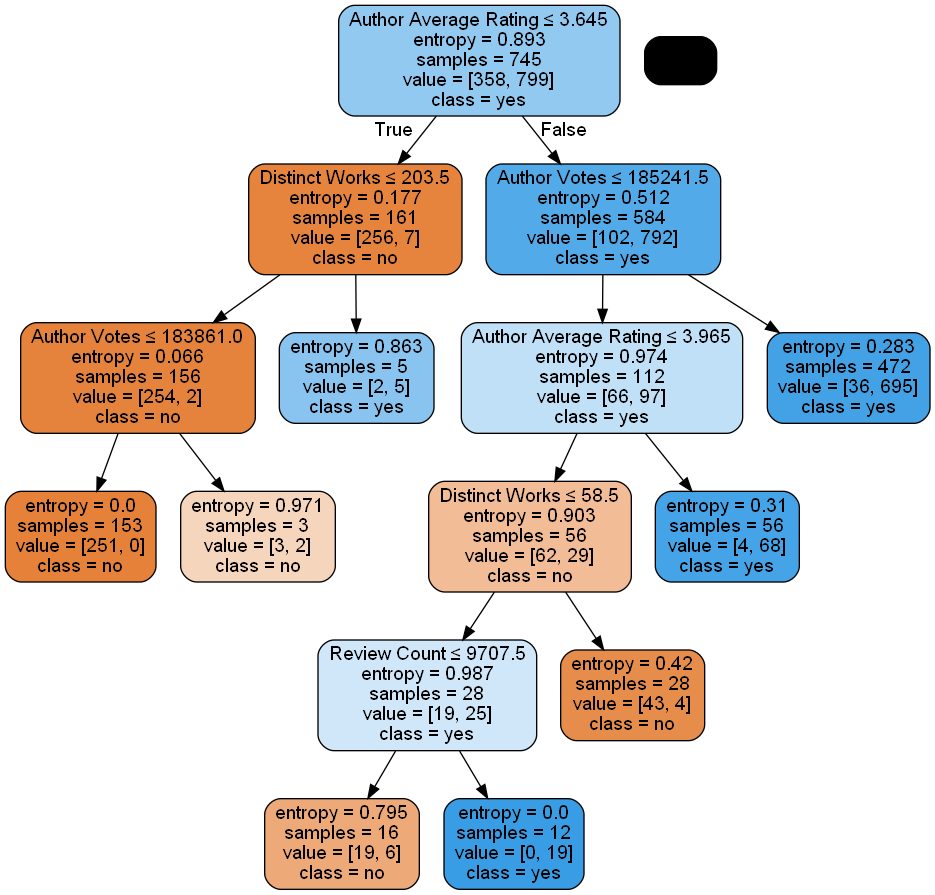 Author Average Rating ≤ 3.645
entropy = 0.893
samples = 745
value = [358, 799]
class = yes
True
False
Distinct Works ≤ 203.5
entropy = 0.177
samples = 161
value = [256, 7]
class = no
Author Votes ≤ 185241.5
entropy = 0.512
samples = 584
value = [102, 792]
class = yes
Author Votes ≤ 183861.0
entropy = 0.066
samples = 156
value = [254, 2]
class = no
entropy = 0.863
samples = 5
value = [2, 5]
class = yes
Author Average Rating ≤ 3.965
entropy = 0.974
samples = 112
value = [66, 97]
class = yes
entropy = 0.283
samples = 472
value = [36, 695]
class = yes
entropy = 0.0
samples = 153
value = [251, 0]
class = no
entropy = 0.971
samples = 3
value = [3, 2]
class = no
Distinct Works ≤ 58.5
entropy = 0.903
samples = 56
value = [62, 29]
class = no
entropy = 0.31
samples = 56
value = [4, 68]
class = yes
Review Count ≤ 9707.5
entropy = 0.987
samples = 28
value = [19, 25]
class = yes
entropy = 0.42
samples = 28
value = [43, 4]
class = no
entropy = 0.795
samples = 16
value = [19, 6]
class = no
entropy = 0.0
samples = 12
value = [0, 19]
class = yes